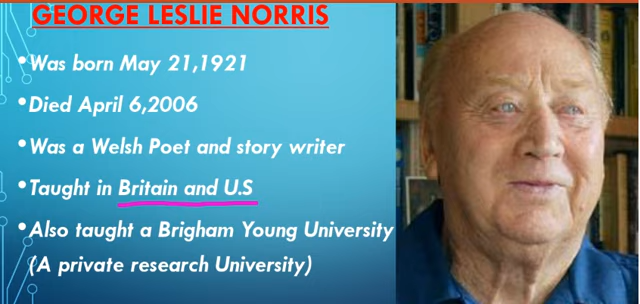 GEORGE LESLIE NORRIS
•Was born May 21,1921
•Died April 6,2006
•Was a Welsh Poet and story writer
•Taught in Britain and U.S
•Also taught a Brigham Young University
(A private research University)